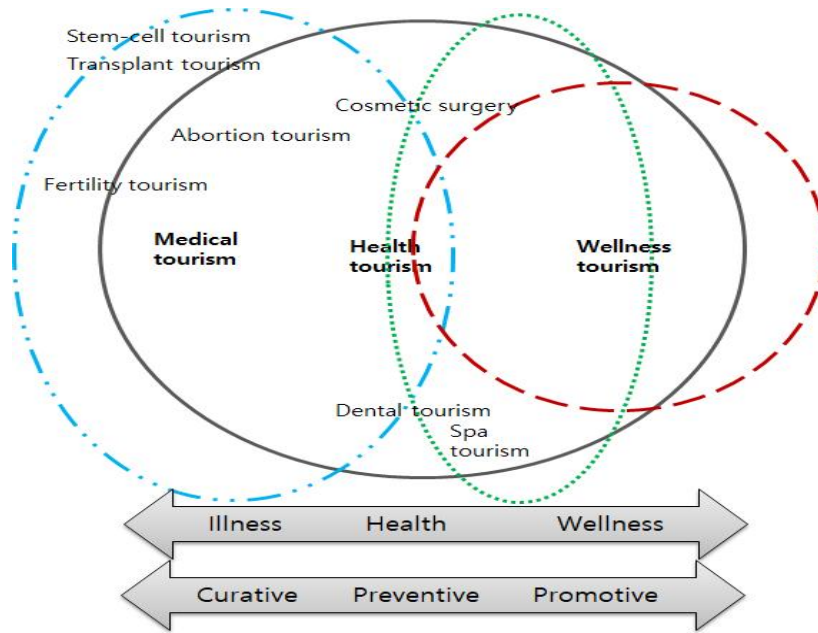 Stem-cell tourism
Transplant tourism
Cosmetic surgery
Abortion tourism
Fertility tourism
Medical
tourism
Health
tourism
Wellness
tourism
Dental tourism
Spa
tourism
Illness Health Wellness
Curative Preventive Promotive